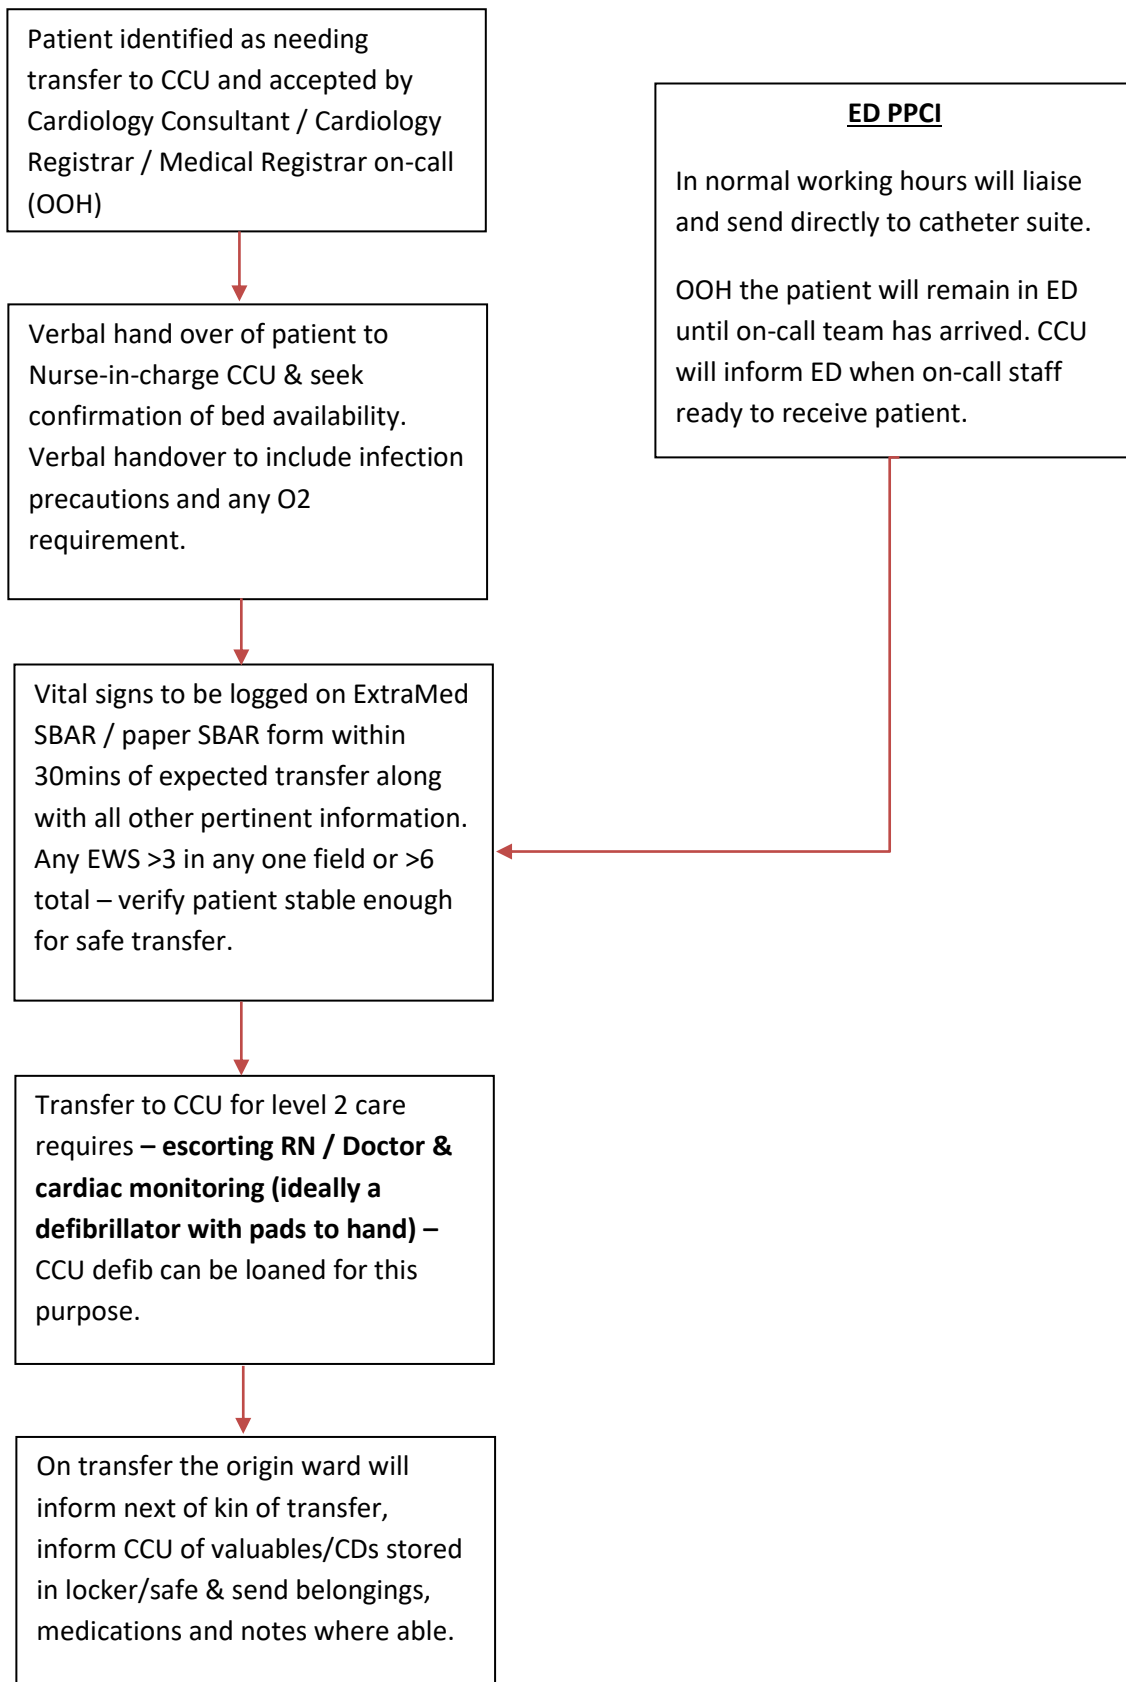 Patient identified as needing
transfer to CCU and accepted by
Cardiology Consultant / Cardiology
Registrar / Medical Registrar on-call
(OOH)
Verbal hand over of patient to
Nurse-in-charge CCU & seek
confirmation of bed availability.
Verbal handover to include infection
precautions and any O2
requirement.
ED PPCI
In normal working hours will liaise
and send directly to catheter suite.
OOH the patient will remain in ED
until on-call team has arrived. CCU
will inform ED when on-call staff
ready to receive patient.
Vital signs to be logged on ExtraMed
SBAR / paper SBAR form within
30mins of expected transfer along
with all other pertinent information.
Any EWS >3 in any one field or >6
total – verify patient stable enough
for safe transfer.
Transfer to CCU for level 2 care
requires – escorting RN / Doctor &
cardiac monitoring (ideally a
defibrillator with pads to hand) –
CCU defib can be loaned for this
purpose.
On transfer the origin ward will
inform next of kin of transfer,
inform CCU of valuables/CDs stored
in locker/safe & send belongings,
medications and notes where able.